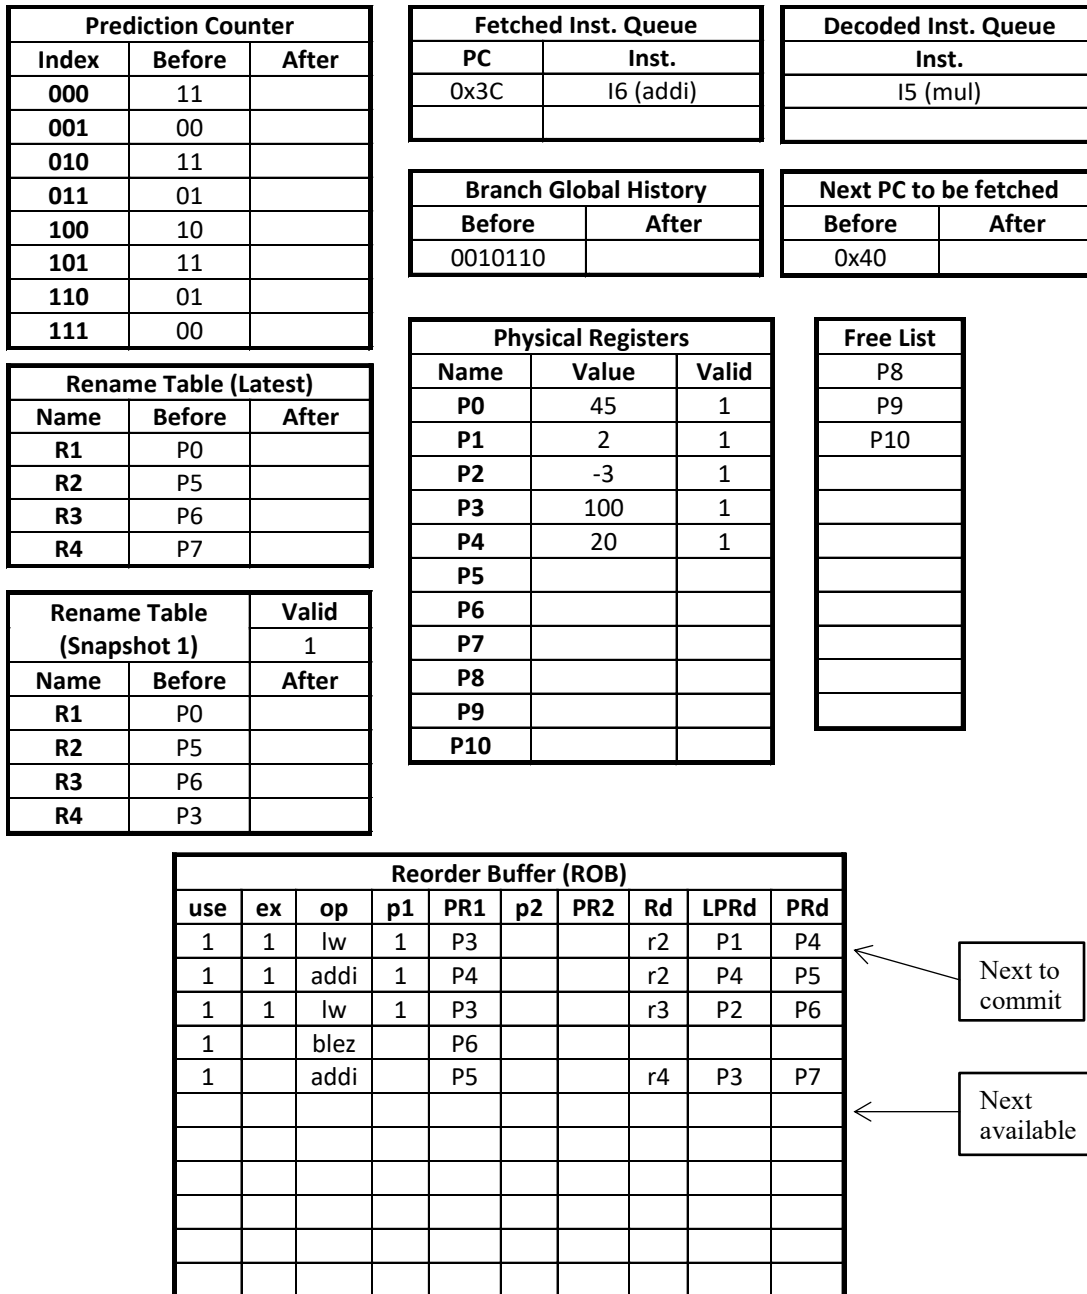 Prediction Counter
Index Before After
000 11
001 00
010 11
011 01
100 10
101 11
110 01
111 00
Fetched Inst. Queue
PC Inst.
0x3C I6 (addi)
Decoded Inst. Queue
Inst.
I5 (mul)
Branch Global History
Before After
0010110
Next PC to be fetched
Before After
0x40
Rename Table (Latest)
Name Before After
R1 P0
R2 P5
R3 P6
R4 P7
Rename Table Valid
(Snapshot 1) 1
Name Before After
R1 P0
R2 P5
R3 P6
R4 P3
Physical Registers
Name Value Valid
P0 45 1
P1 2 1
P2 -3 1
P3 100 1
P4 20 1
P5
P6
P7
P8
P9
P10
Free List
P8
P9
P10
Reorder Buffer (ROB)
use ex op p1 PR1 p2 PR2 Rd LPRd PRd
1 1 lw 1 P3 r2 P1 P4
1 1 addi 1 P4 r2 P4 P5
1 1 lw 1 P3 r3 P2 P6
1 blez P6
1 addi P5 r4 P3 P7
Next to
commit
Next
available